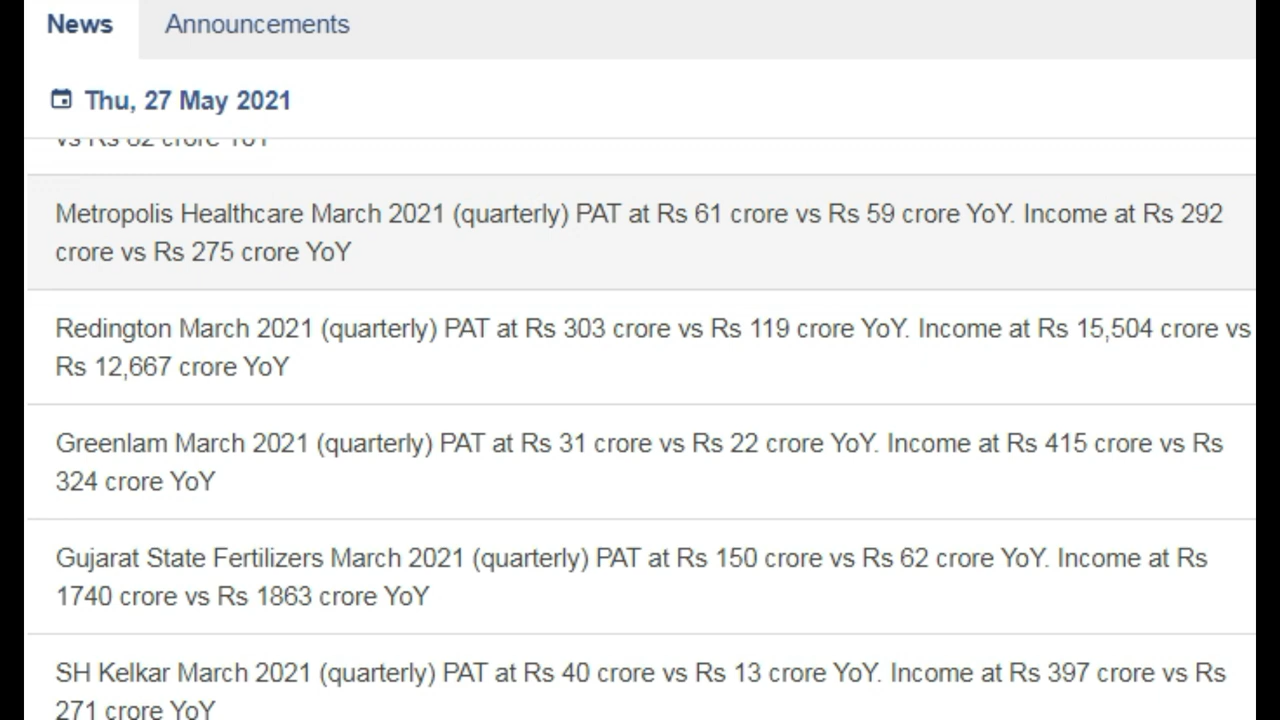 News Announcements
Thu, 27 May 2021
vs Rs 62 crore YoY
Metropolis Healthcare March 2021 (quarterly) PAT at Rs 61 crore vs Rs 59 crore YoY. Income at Rs 292
crore vs Rs 275 crore YoY
Redington March 2021 (quarterly) PAT at Rs 303 crore vs Rs 119 crore YoY. Income at Rs 15,504 crore vs
Rs 12,667 crore YoY
Greenlam March 2021 (quarterly) PAT at Rs 31 crore vs Rs 22 crore YoY. Income at Rs 415 crore vs Rs
324 crore YoY
Gujarat State Fertilizers March 2021 (quarterly) PAT at Rs 150 crore vs Rs 62 crore YoY. Income at Rs
1740 crore vs Rs 1863 crore YoY
SH Kelkar March 2021 (quarterly) PAT at Rs 40 crore vs Rs 13 crore YoY. Income at Rs 397 crore vs Rs
271 crore YoY